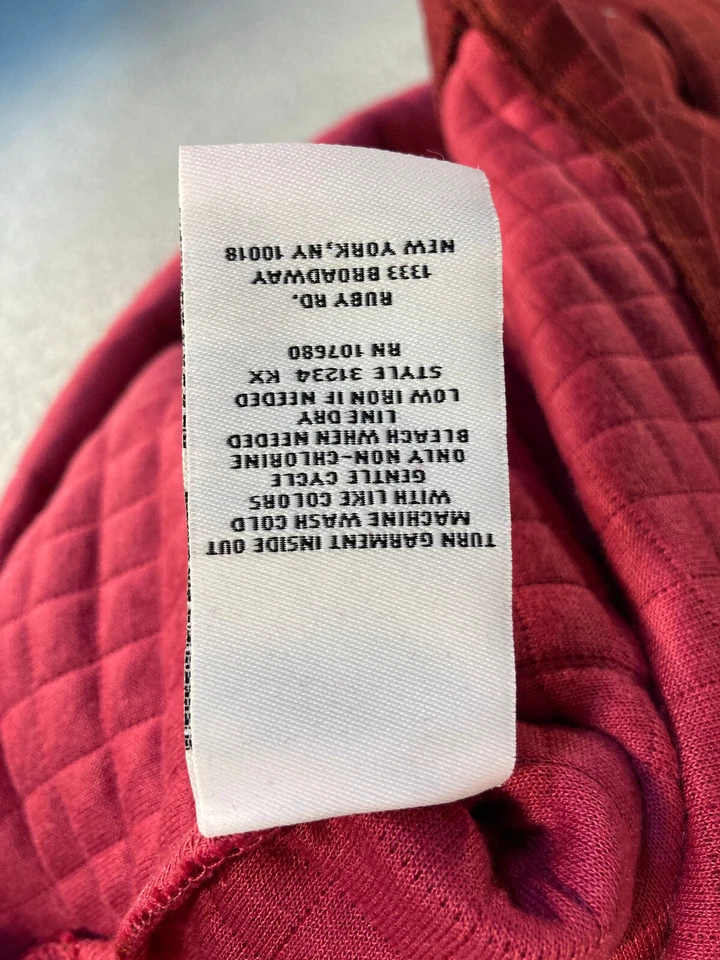 TURN GARMENT INSIDE OUT
MACHINE WASH COLD
WITH LIKE COLORS
GENTLE CYCLE
ONLY NON-CHLORINE
BLEACH WHEN NEEDED
LINE DRY
LOW IRON IF NEEDED
STYLE 31234 KX
RN 107680
RUBY RD.
1333 BROADWAY
NEW YORK,NY 10018